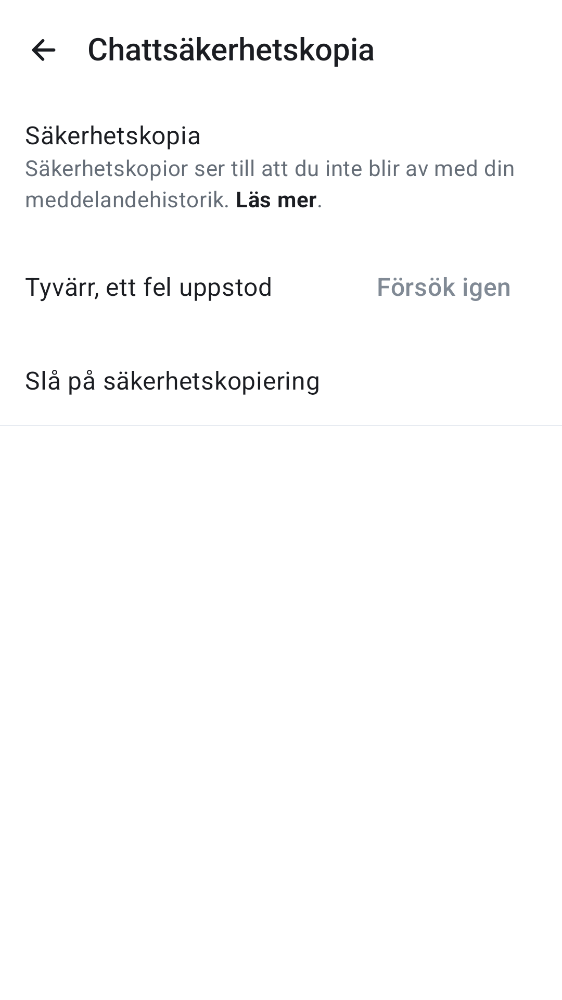 Chattsäkerhetskopia
Säkerhetskopia
Säkerhetskopior ser till att du inte blir av med din
meddelandehistorik. Läs mer.
Tyvärr, ett fel uppstod Försök igen
Slå på säkerhetskopiering